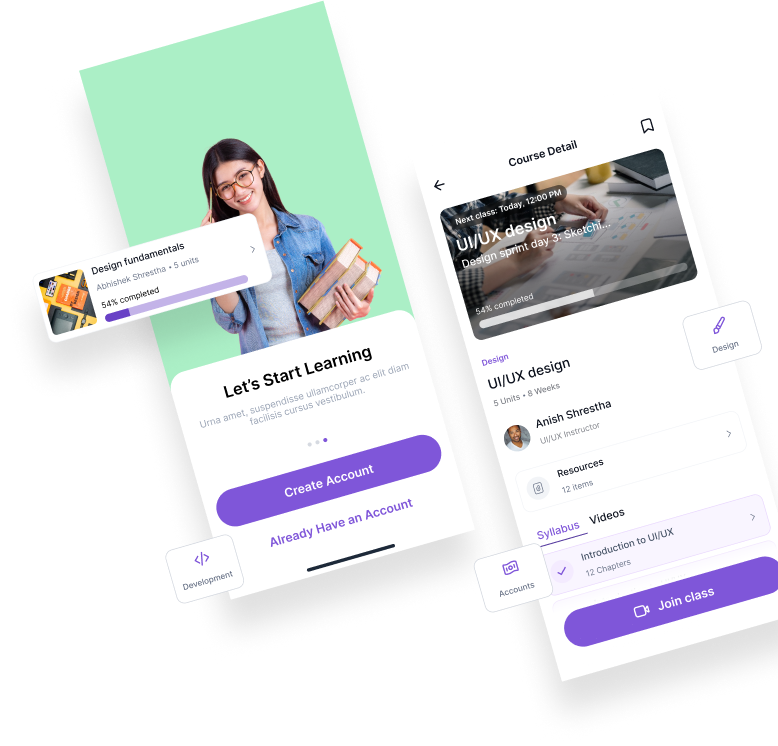 Design fundamentals
Abhishek Shrestha • 5 units
54% completed
Let's Start Learning
Urna amet, suspendisse ullamcorper ac elit diam
facilisis cursus vestibulum.
Create Account
Already Have an Account
Development
Course Detail
Next class: Today, 12:00 PM
UI/UX design
Design sprint day 3: Sketchi...
54% completed
Design
Design
UI/UX design
5 Units • 8 Weeks
Anish Shrestha
UI/UX Instructor
Resources
12 items
Syllabus Videos
Introduction to UI/UX
12 Chapters
Accounts
Join class